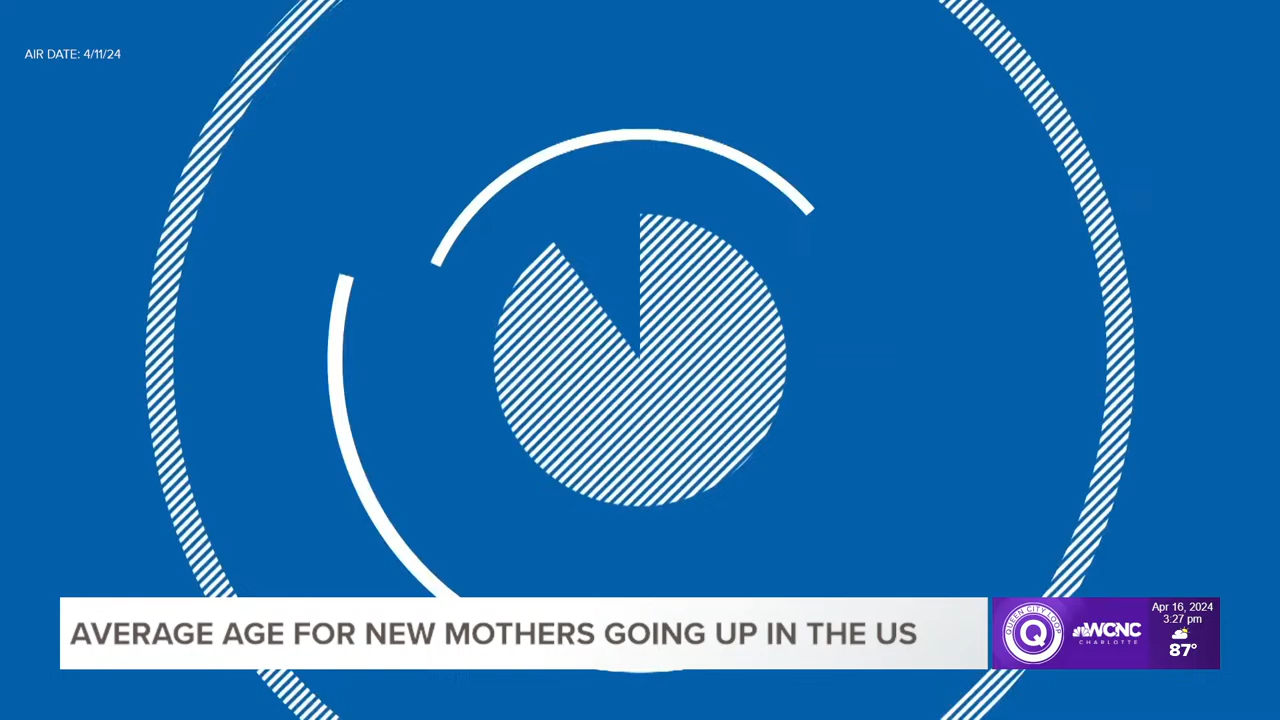 AIR DATE: 4/11/24
AVERAGE AGE FOR NEW MOTHERS GOING UP IN THE US
QUEEN CITY LOOP
Q
WCNC
CHARLOTTE
Apr 16, 2024
3:27 pm
87°